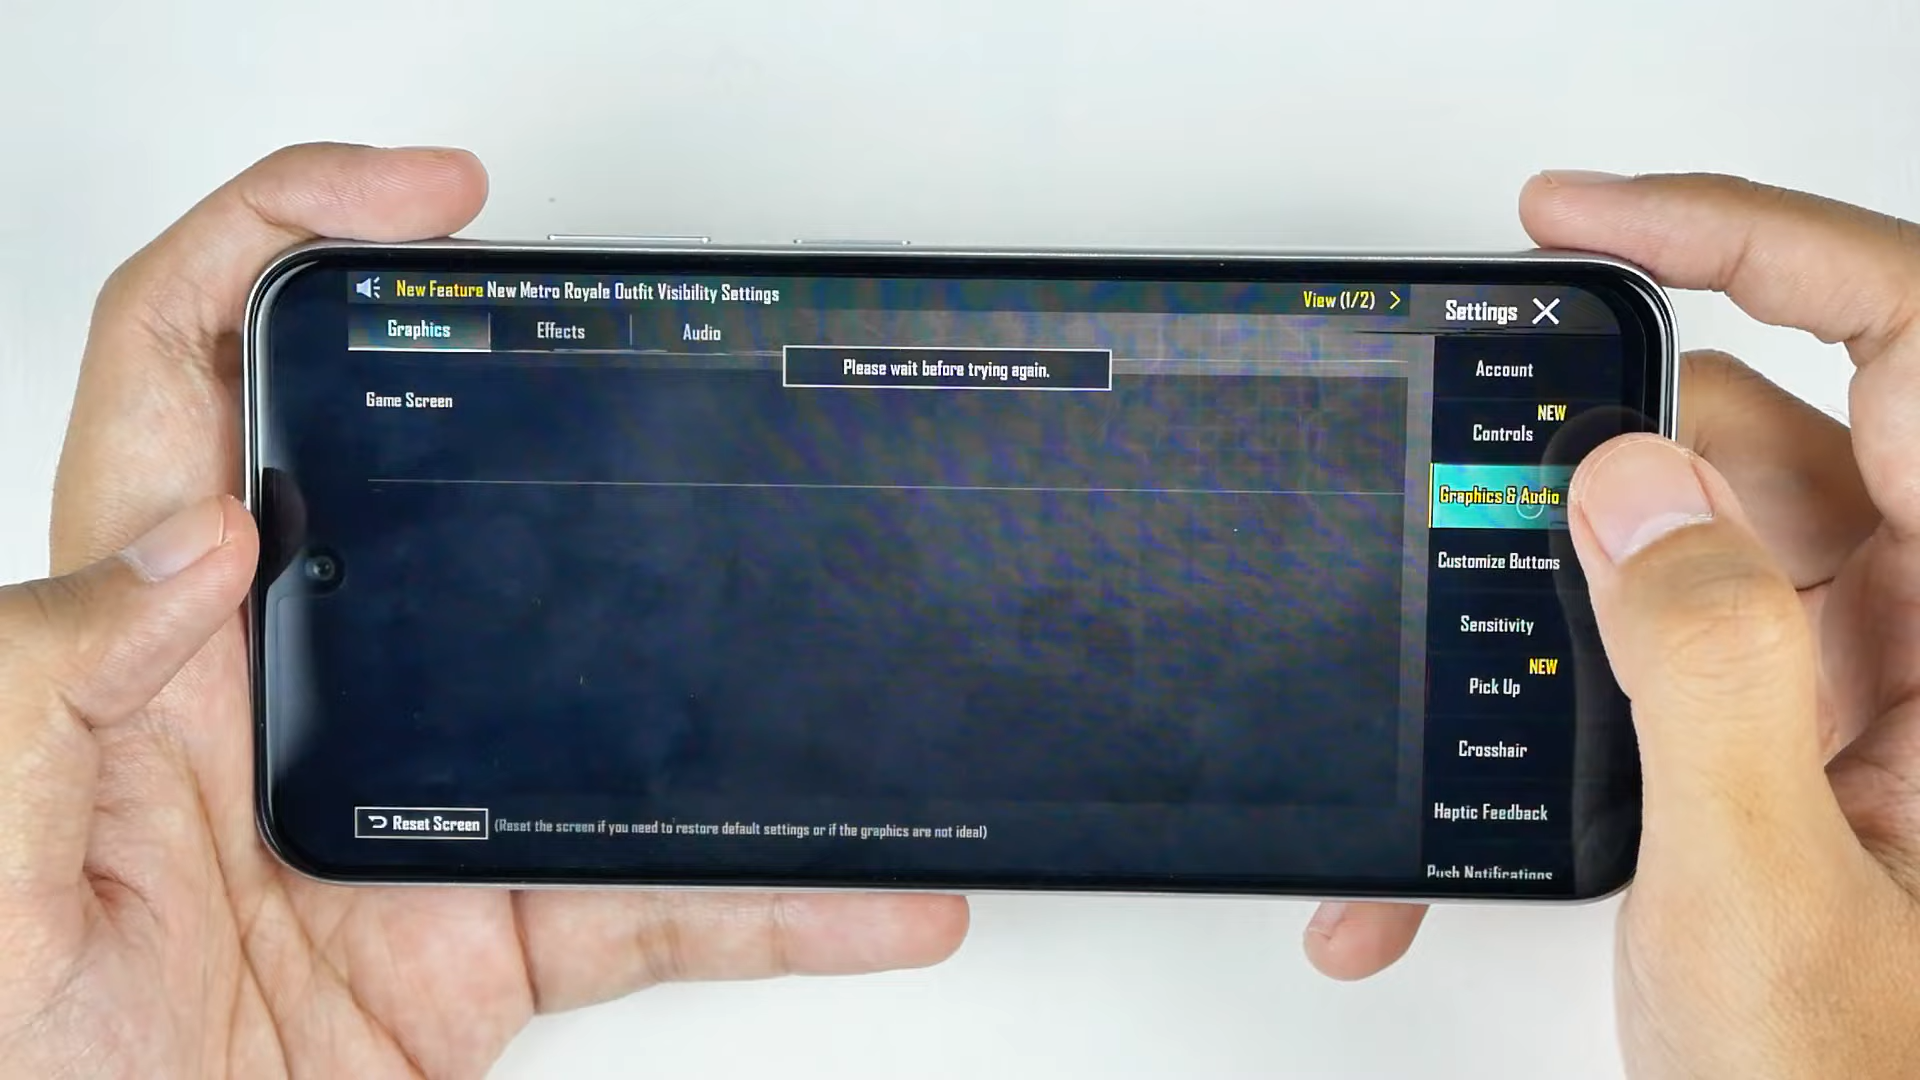 New Feature New Metro Royale Outfit Visibility Settings
View (1/2)
Settings
Graphics
Effects
Audio
Please wait before trying again.
Game Screen
Account
NEW
Controls
Graphics & Audio
Customize Buttons
Sensitivity
NEW
Pick Up
Crosshair
Haptic Feedback
Push Notifications
Reset Screen
(Reset the screen if you need to restore default settings or if the graphics are not ideal)